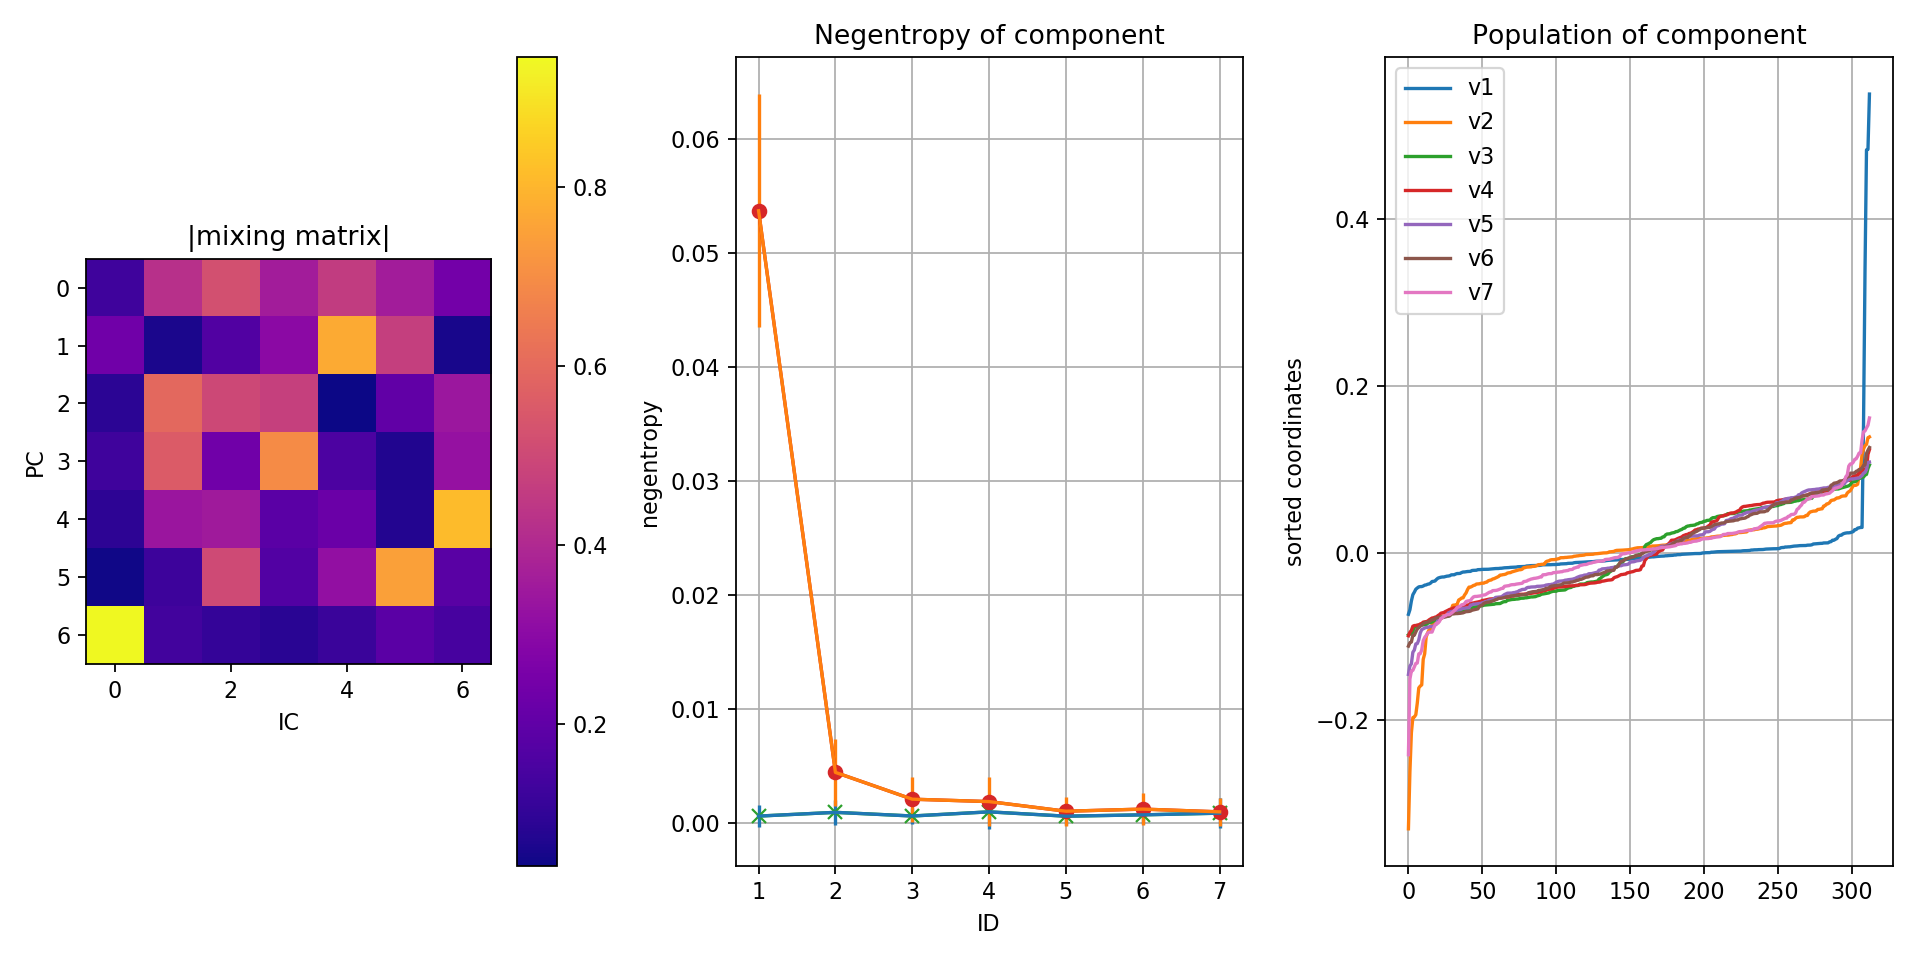 |mixing matrix|
PC
0
1
2
3
4
5
6
0 2 4 6
IC
0.8
0.6
0.4
0.2
Negentropy of component
negentropy
0.06
0.05
0.04
0.03
0.02
0.01
0.00
1 2 3 4 5 6 7
ID
Population of component
sorted coordinates
v1
v2
v3
v4
v5
v6
v7
0.4
0.2
0.0
−0.2
0 50 100 150 200 250 300